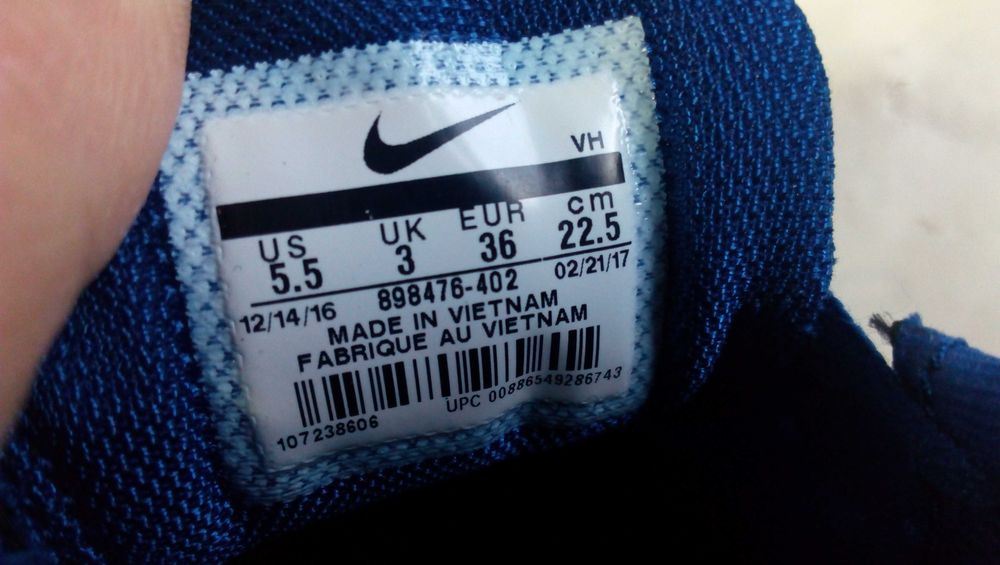 VH
US UK EUR cm
5.5 3 36 22.5
12/14/16 898476-402 02/21/17
MADE IN VIETNAM
FABRIQUE AU VIETNAM
107238606 UPC 00886549286743